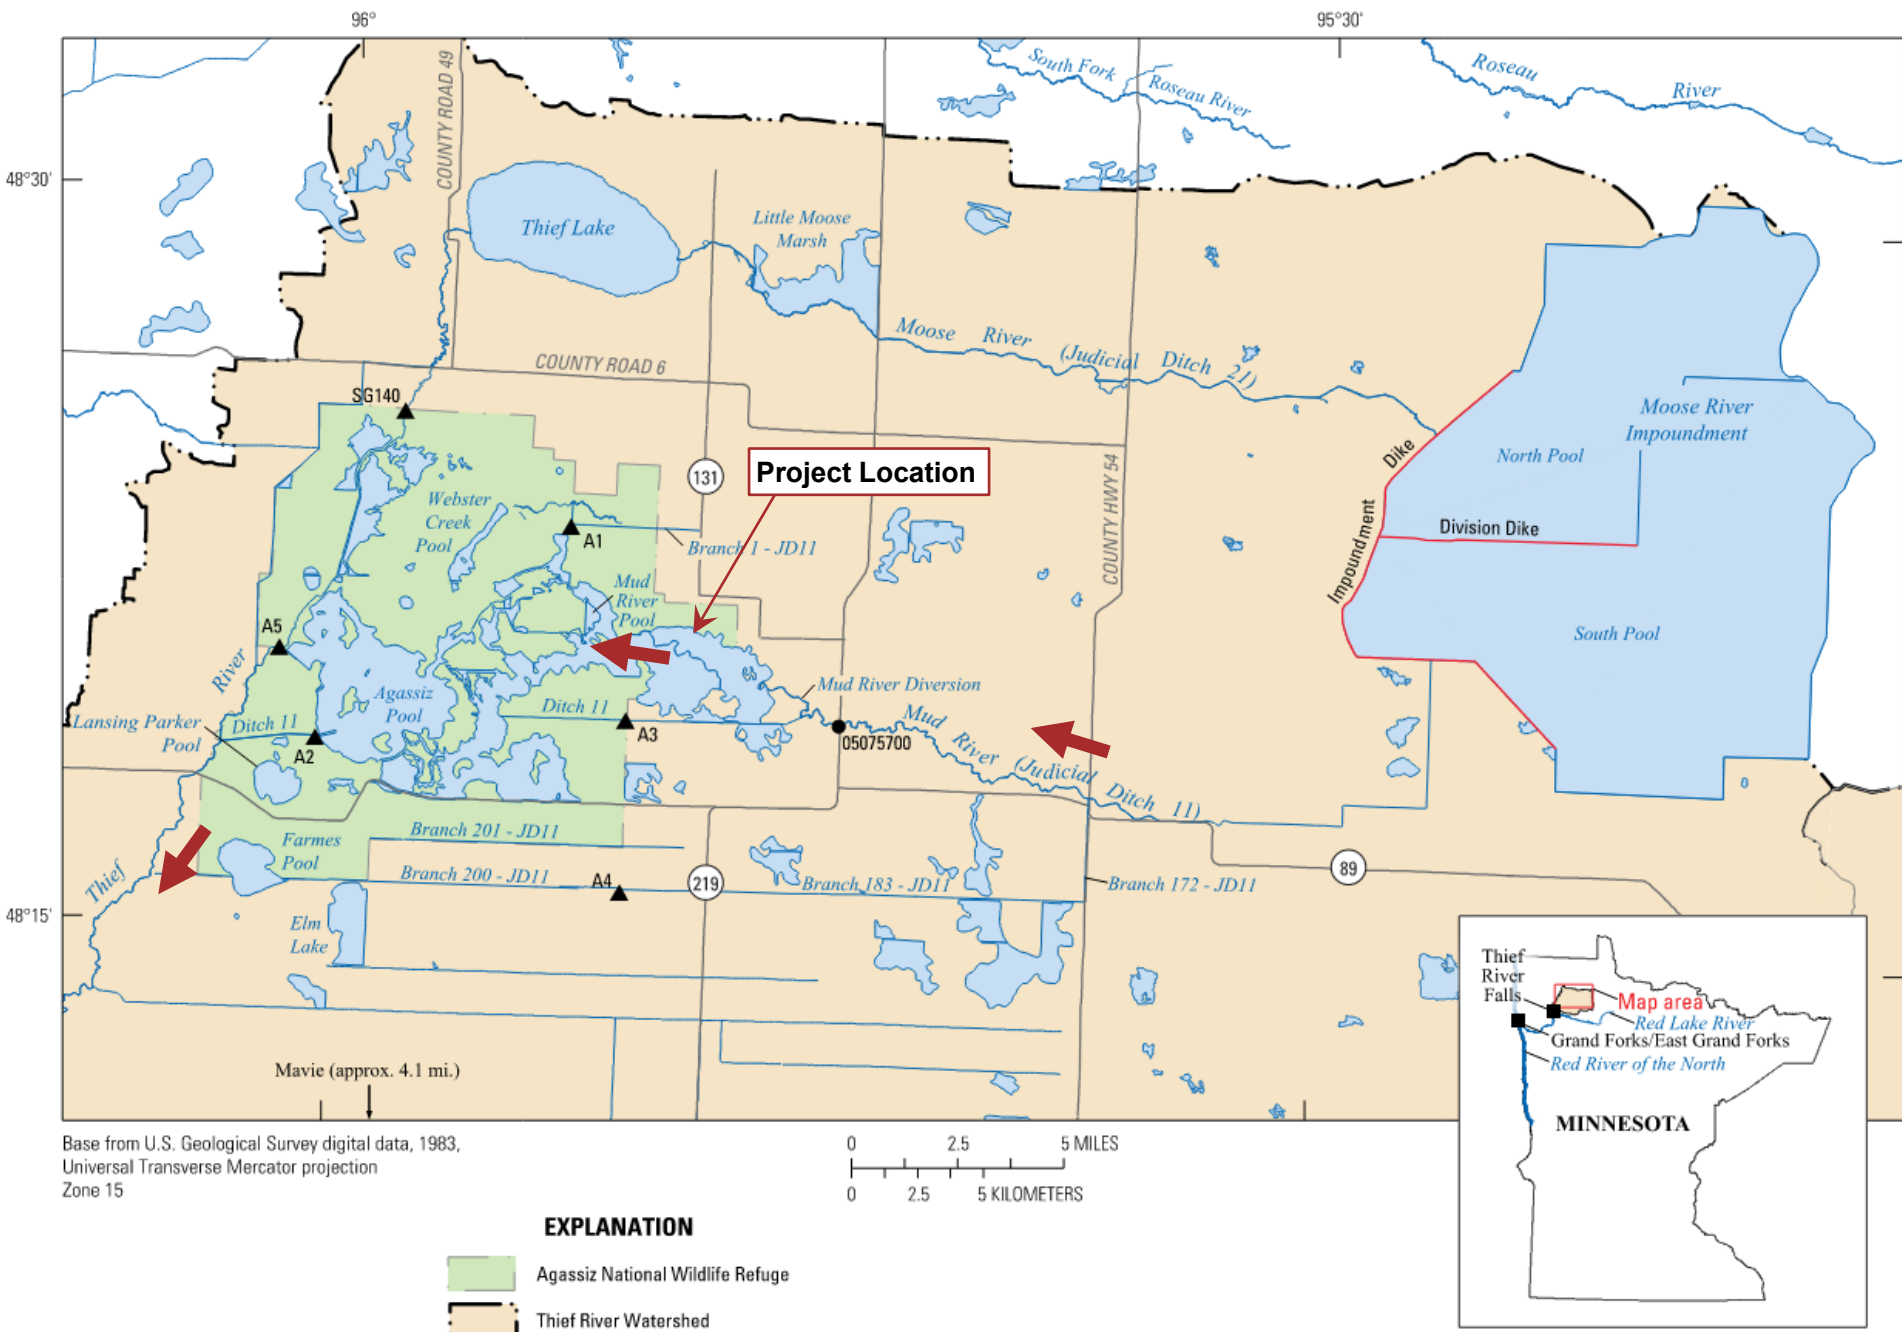 96°
95°30'
48°30'
48°15'
COUNTY ROAD 49
South Fork
Roseau River
Roseau
River
Thief Lake
Little Moose
Marsh
Moose River (Judicial Ditch 21)
COUNTY ROAD 6
SG140
Project Location
131
COUNTY HWY 54
Webster
Creek
Pool
A1
Branch 1 - JD11
Mud
River
Pool
Dike
Impoundment
Division Dike
Moose River
Impoundment
North Pool
South Pool
A5
River
Agassiz
Pool
Lansing Parker
Pool
Ditch 11
A2
Ditch 11
A3
Mud River Diversion
05075700
Mud River (Judicial Ditch 11)
Farmes
Pool
Branch 201 - JD11
Branch 200 - JD11
A4
219
Branch 183 - JD11
Branch 172 - JD11
89
Thief
Elm
Lake
Mavie (approx. 4.1 mi.)
Thief
River
Falls
Map area
Red Lake River
Grand Forks/East Grand Forks
Red River of the North
MINNESOTA
Base from U.S. Geological Survey digital data, 1983,
Universal Transverse Mercator projection
Zone 15
0 2.5 5 MILES
0 2.5 5 KILOMETERS
EXPLANATION
Agassiz National Wildlife Refuge
Thief River Watershed